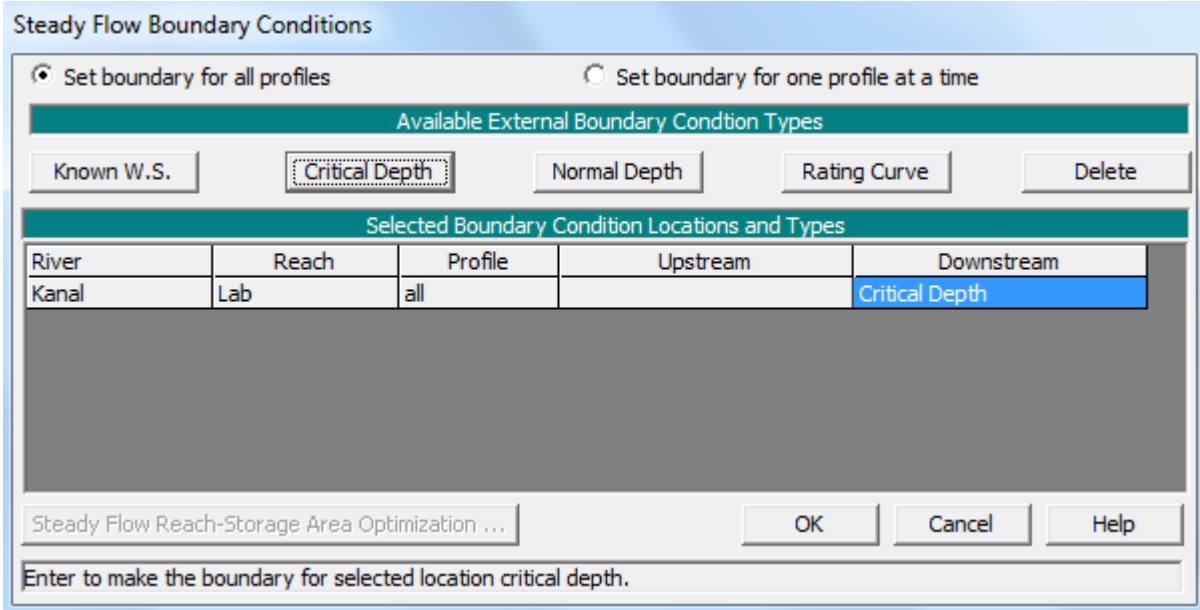 Steady Flow Boundary Conditions
Set boundary for all profiles Set boundary for one profile at a time
Available External Boundary Condtion Types
Known W.S. Critical Depth Normal Depth Rating Curve Delete
Selected Boundary Condition Locations and Types
River Reach Profile Upstream Downstream
Kanal Lab all Critical Depth
Steady Flow Reach-Storage Area Optimization ... OK Cancel Help
Enter to make the boundary for selected location critical depth.